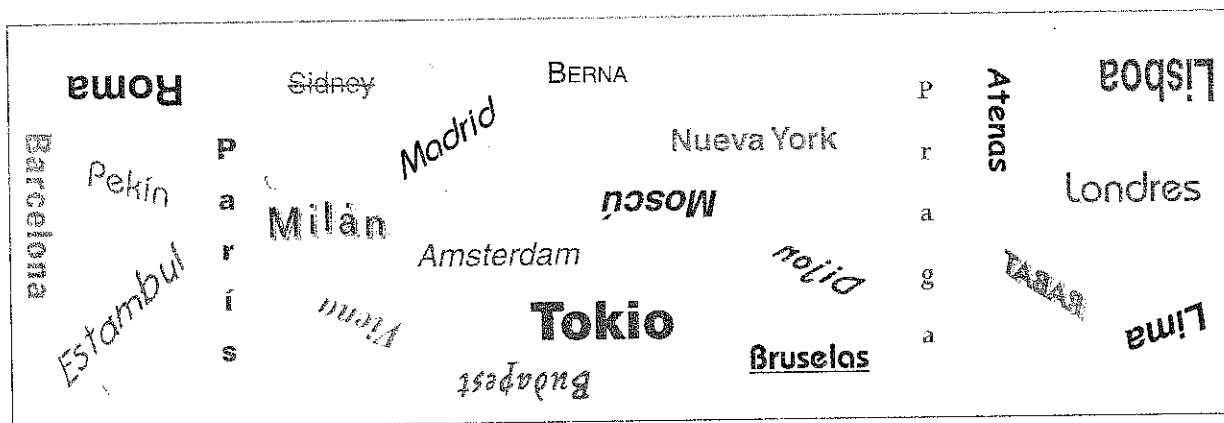 Roma
Sidney
BERNA
Madrid
Nueva York
Praga
Atenas
Lisboa
Barcelona
Pekín
París
Milán
Moscú
Londres
Amsterdam
Dijon
RABAT
Estambul
Viena
Tokio
Lima
Bruselas
Budapest